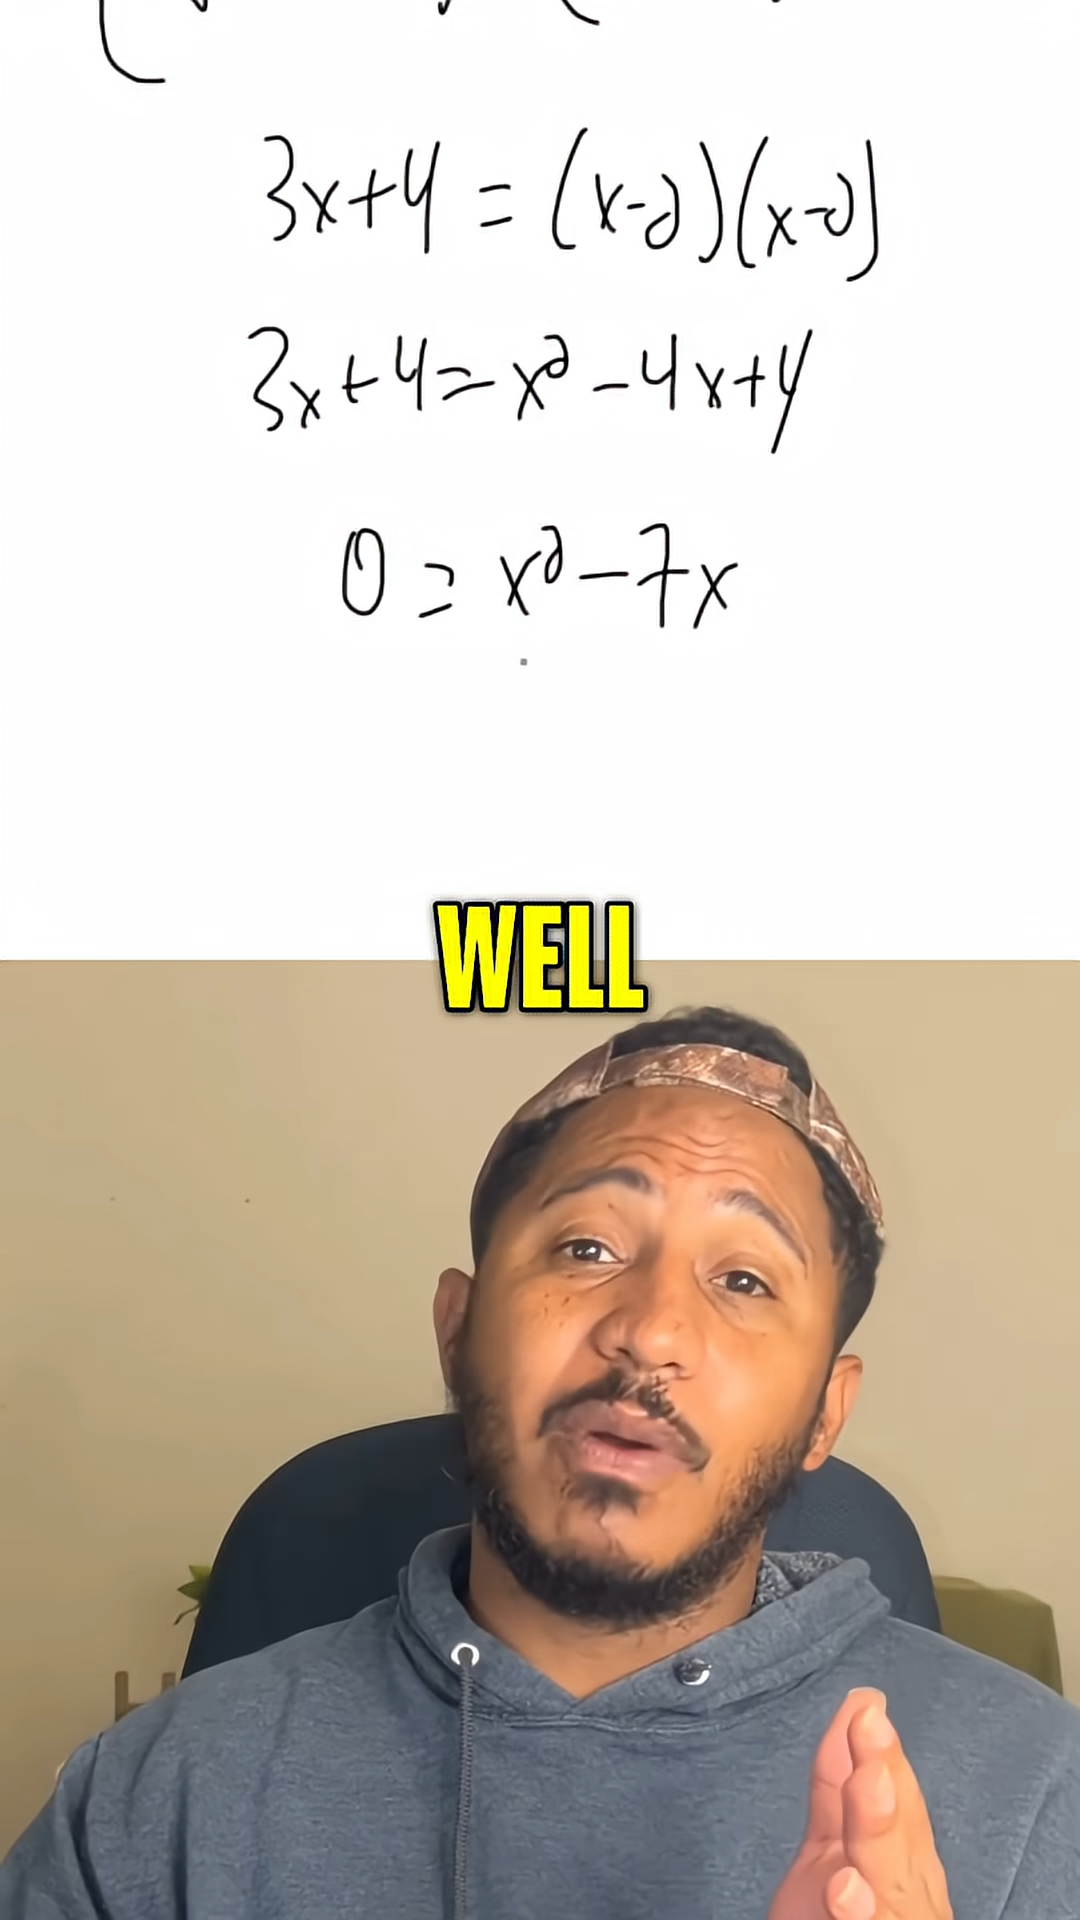 3x+4 = (x-2)(x-2)
3x+4 = x² - 4x+4
0 = x² - 7x
WELL